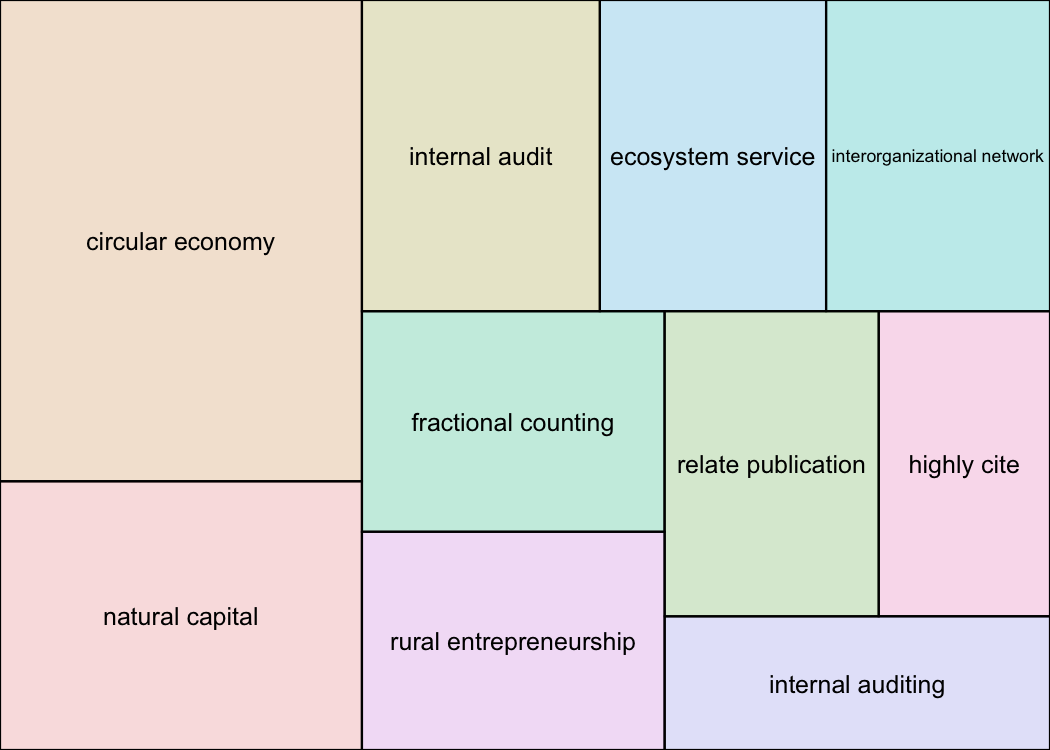 circular economy
natural capital
internal audit
ecosystem service
interorganizational network
fractional counting
rural entrepreneurship
relate publication
highly cite
internal auditing